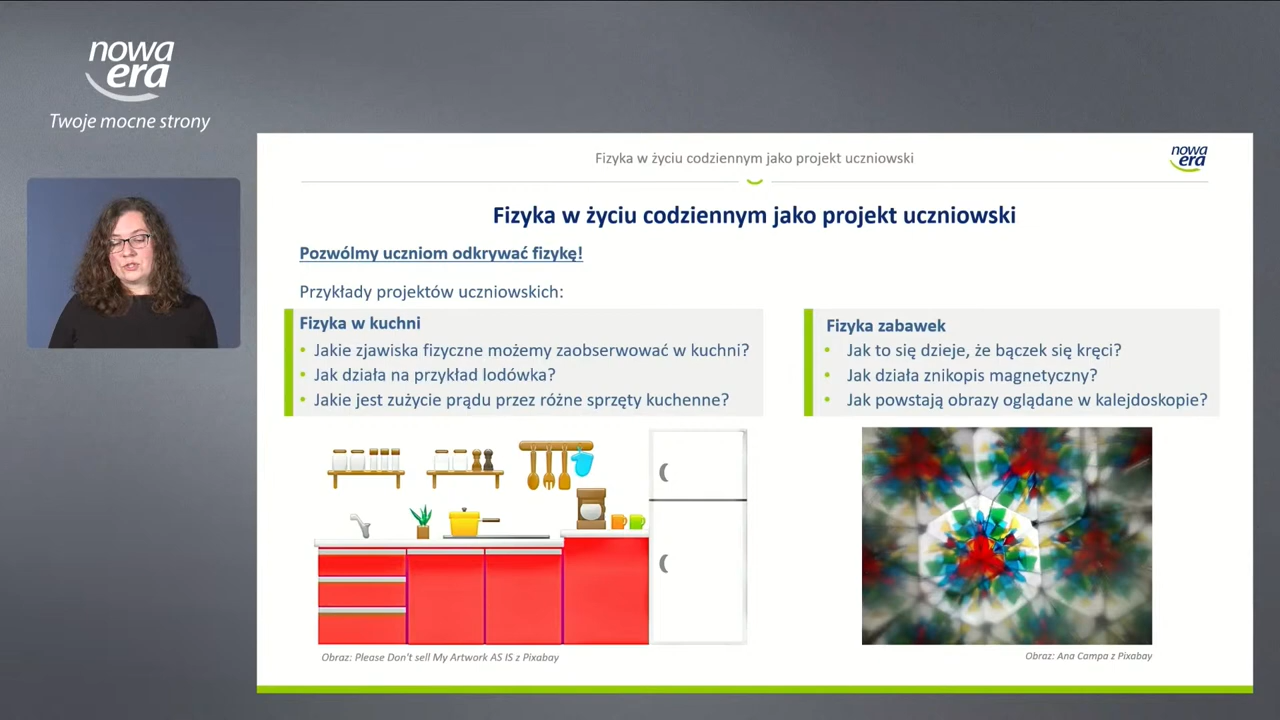 nowa
era
Twoje mocne strony
Fizyka w życiu codziennym jako projekt uczniowski
nowa
era
Fizyka w życiu codziennym jako projekt uczniowski
Pozwólmy uczniom odkrywać fizykę!
Przykłady projektów uczniowskich:
Fizyka w kuchni
• Jakie zjawiska fizyczne możemy zaobserwować w kuchni?
• Jak działa na przykład lodówka?
• Jakie jest zużycie prądu przez różne sprzęty kuchenne?
Fizyka zabawek
• Jak to się dzieje, że bączek się kręci?
• Jak działa znikopis magnetyczny?
• Jak powstają obrazy oglądane w kalejdoskopie?
Obraz: Please Don't sell My Artwork AS IS z Pixabay
Obraz: Ana Campa z Pixabay